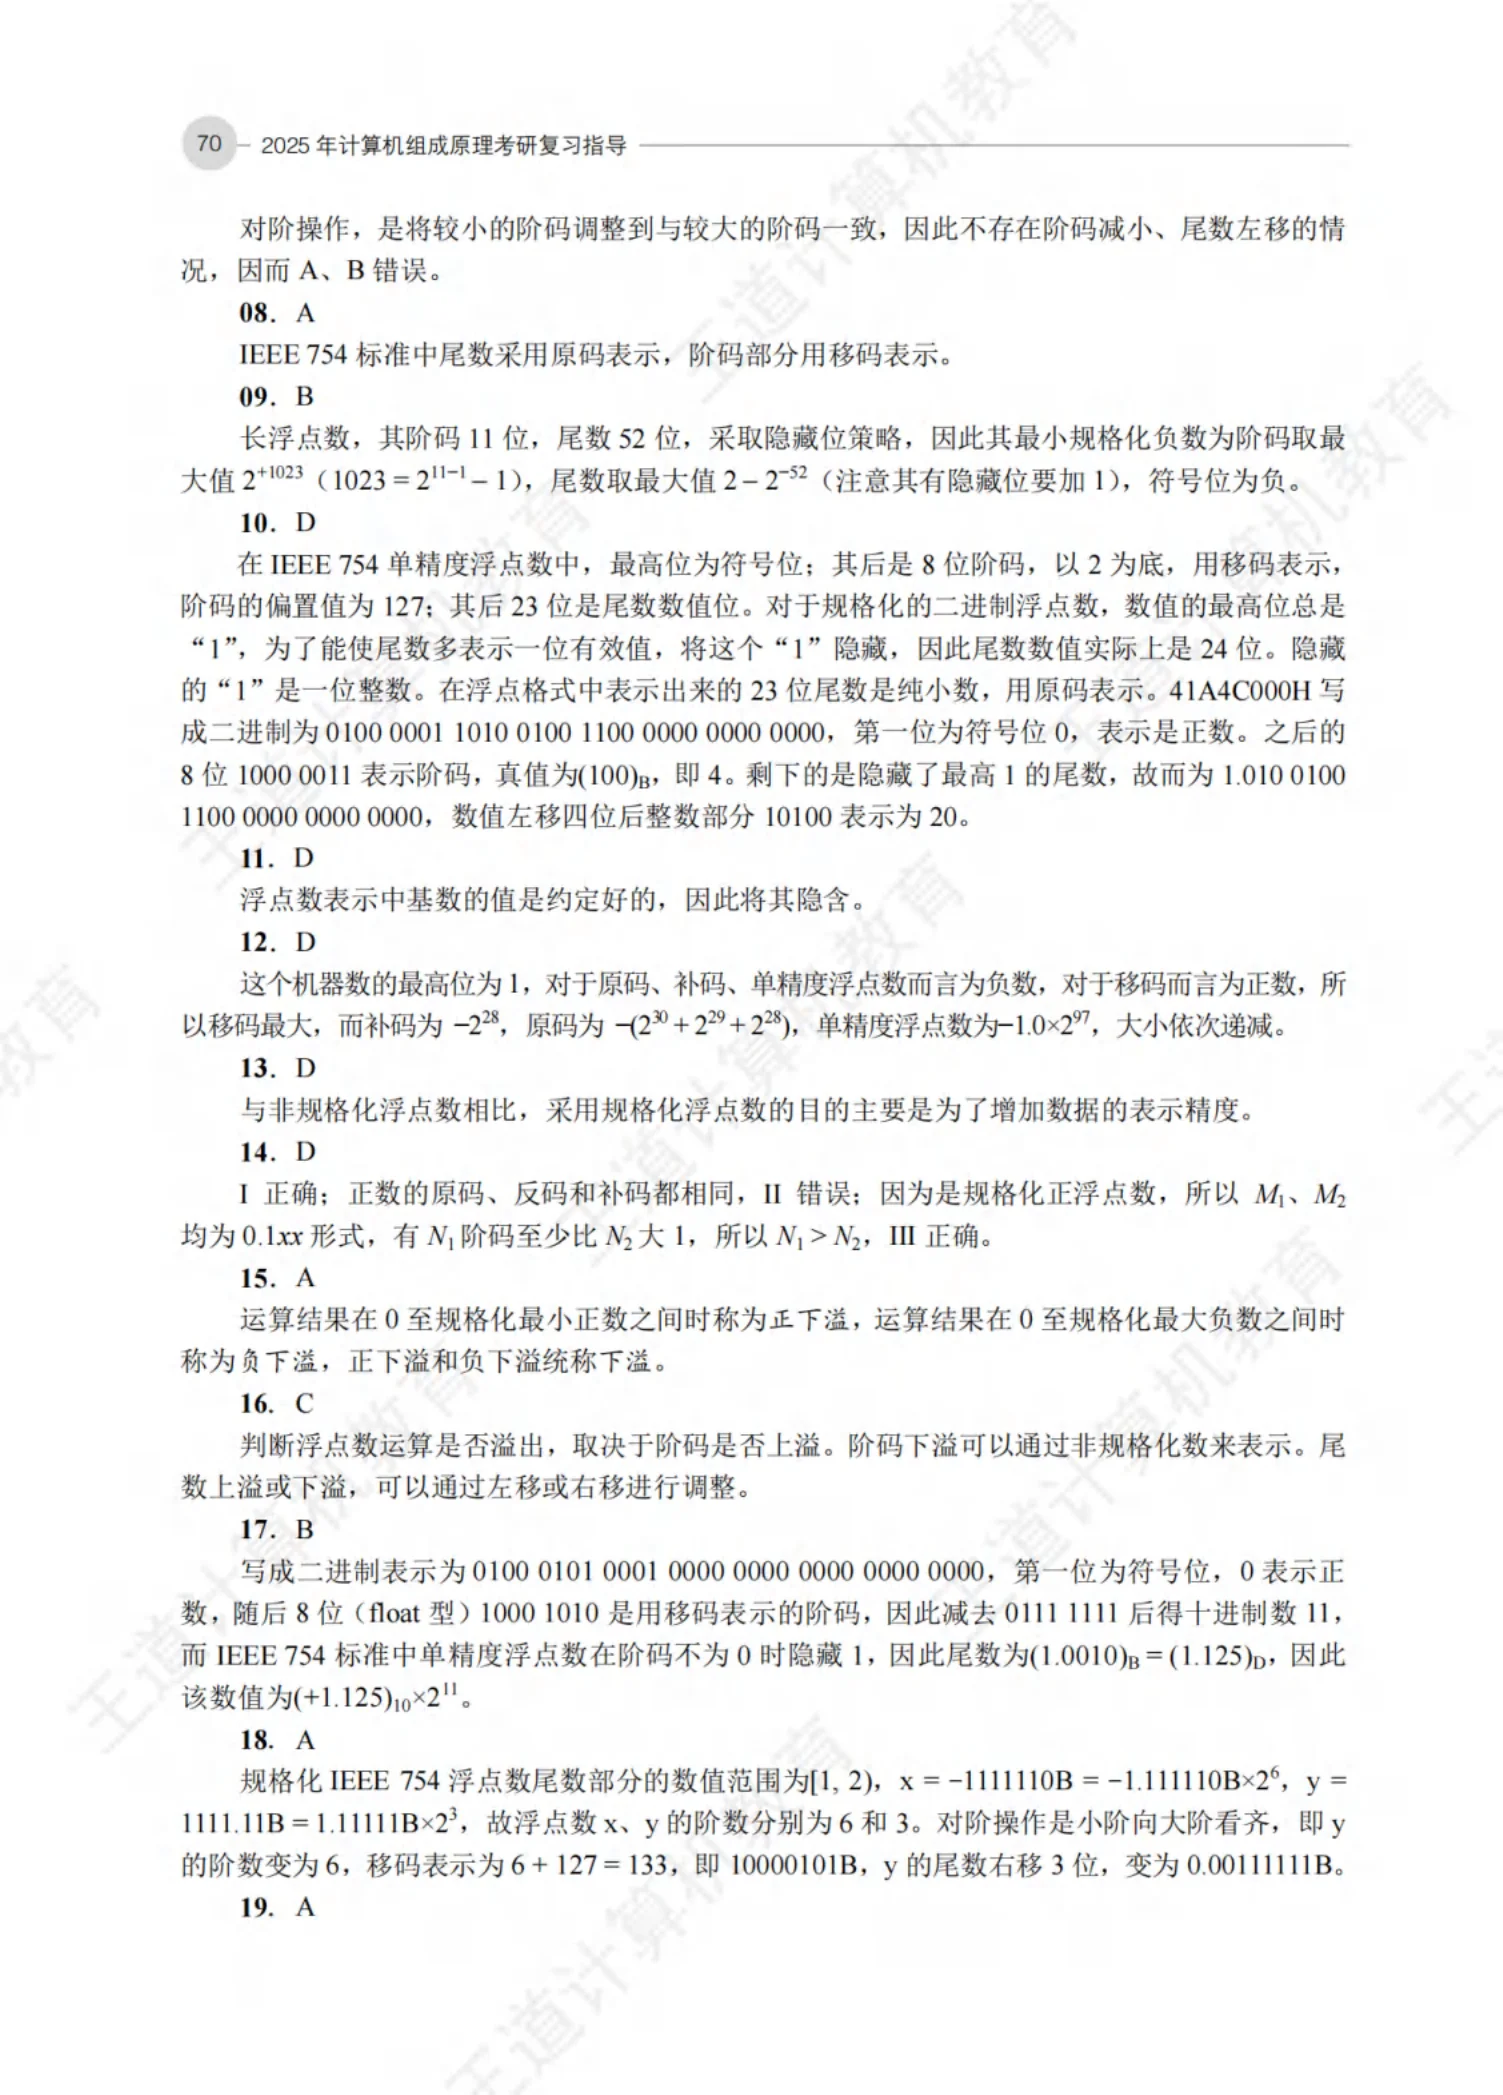 70 2025 年计算机组成原理考研复习指导
对阶操作，是将较小的阶码调整到与较大的阶码一致，因此不存在阶码减小、尾数左移的情
况，因而 A、B 错误。
08. A
IEEE 754 标准中尾数采用原码表示，阶码部分用移码表示。
09. B
长浮点数，其阶码 11 位，尾数 52 位，采取隐藏位策略，因此其最小规格化负数为阶码取最
大值 2⁺¹⁰²³（1023 = 2¹¹⁻¹ – 1），尾数取最大值 2 – 2⁻⁵²（注意其有隐藏位要加 1），符号位为负。
10. D
在 IEEE 754 单精度浮点数中，最高位为符号位；其后是 8 位阶码，以 2 为底，用移码表示，
阶码的偏置值为 127；其后 23 位是尾数数值位。对于规格化的二进制浮点数，数值的最高位总是
“1”，为了能使尾数多表示一位有效值，将这个“1”隐藏，因此尾数数值实际上是 24 位。隐藏
的“1”是一位整数。在浮点格式中表示出来的 23 位尾数是纯小数，用原码表示。41A4C000H 写
成二进制为 0100 0001 1010 0100 1100 0000 0000 0000，第一位为符号位 0，表示是正数。之后的
8 位 1000 0011 表示阶码，真值为(100)B，即 4。剩下的是隐藏了最高 1 的尾数，故而为 1.010 0100
1100 0000 0000 0000，数值左移四位后整数部分 10100 表示为 20。
11. D
浮点数表示中基数的值是约定好的，因此将其隐含。
12. D
这个机器数的最高位为 1，对于原码、补码、单精度浮点数而言为负数，对于移码而言为正数，所
以移码最大，而补码为 –2²⁸，原码为 –(2³⁰ + 2²⁹ + 2²⁸)，单精度浮点数为–1.0×2⁹⁷，大小依次递减。
13. D
与非规格化浮点数相比，采用规格化浮点数的目的主要是为了增加数据的表示精度。
14. D
I 正确；正数的原码、反码和补码都相同，II 错误；因为是规格化正浮点数，所以 M₁、M₂
均为 0.1xx 形式，有 N₁ 阶码至少比 N₂ 大 1，所以 N₁ > N₂，III 正确。
15. A
运算结果在 0 至规格化最小正数之间时称为正下溢，运算结果在 0 至规格化最大负数之间时
称为负下溢，正下溢和负下溢统称下溢。
16. C
判断浮点数运算是否溢出，取决于阶码是否上溢。阶码下溢可以通过非规格化数来表示。尾
数上溢或下溢，可以通过左移或右移进行调整。
17. B
写成二进制表示为 0100 0101 0001 0000 0000 0000 0000 0000，第一位为符号位，0 表示正
数，随后 8 位（float 型）1000 1010 是用移码表示的阶码，因此减去 0111 1111 后得十进制数 11，
而 IEEE 754 标准中单精度浮点数在阶码不为 0 时隐藏 1，因此尾数为(1.0010)B = (1.125)D，因此
该数值为(+1.125)₁₀×2¹¹。
18. A
规格化 IEEE 754 浮点数尾数部分的数值范围为[1, 2)，x = –1111110B = –1.111110B×2⁶，y =
1111.11B = 1.11111B×2³，故浮点数 x、y 的阶数分别为 6 和 3。对阶操作是小阶向大阶看齐，即 y
的阶数变为 6，移码表示为 6 + 127 = 133，即 10000101B，y 的尾数右移 3 位，变为 0.00111111B。
19. A
王道计算机教育